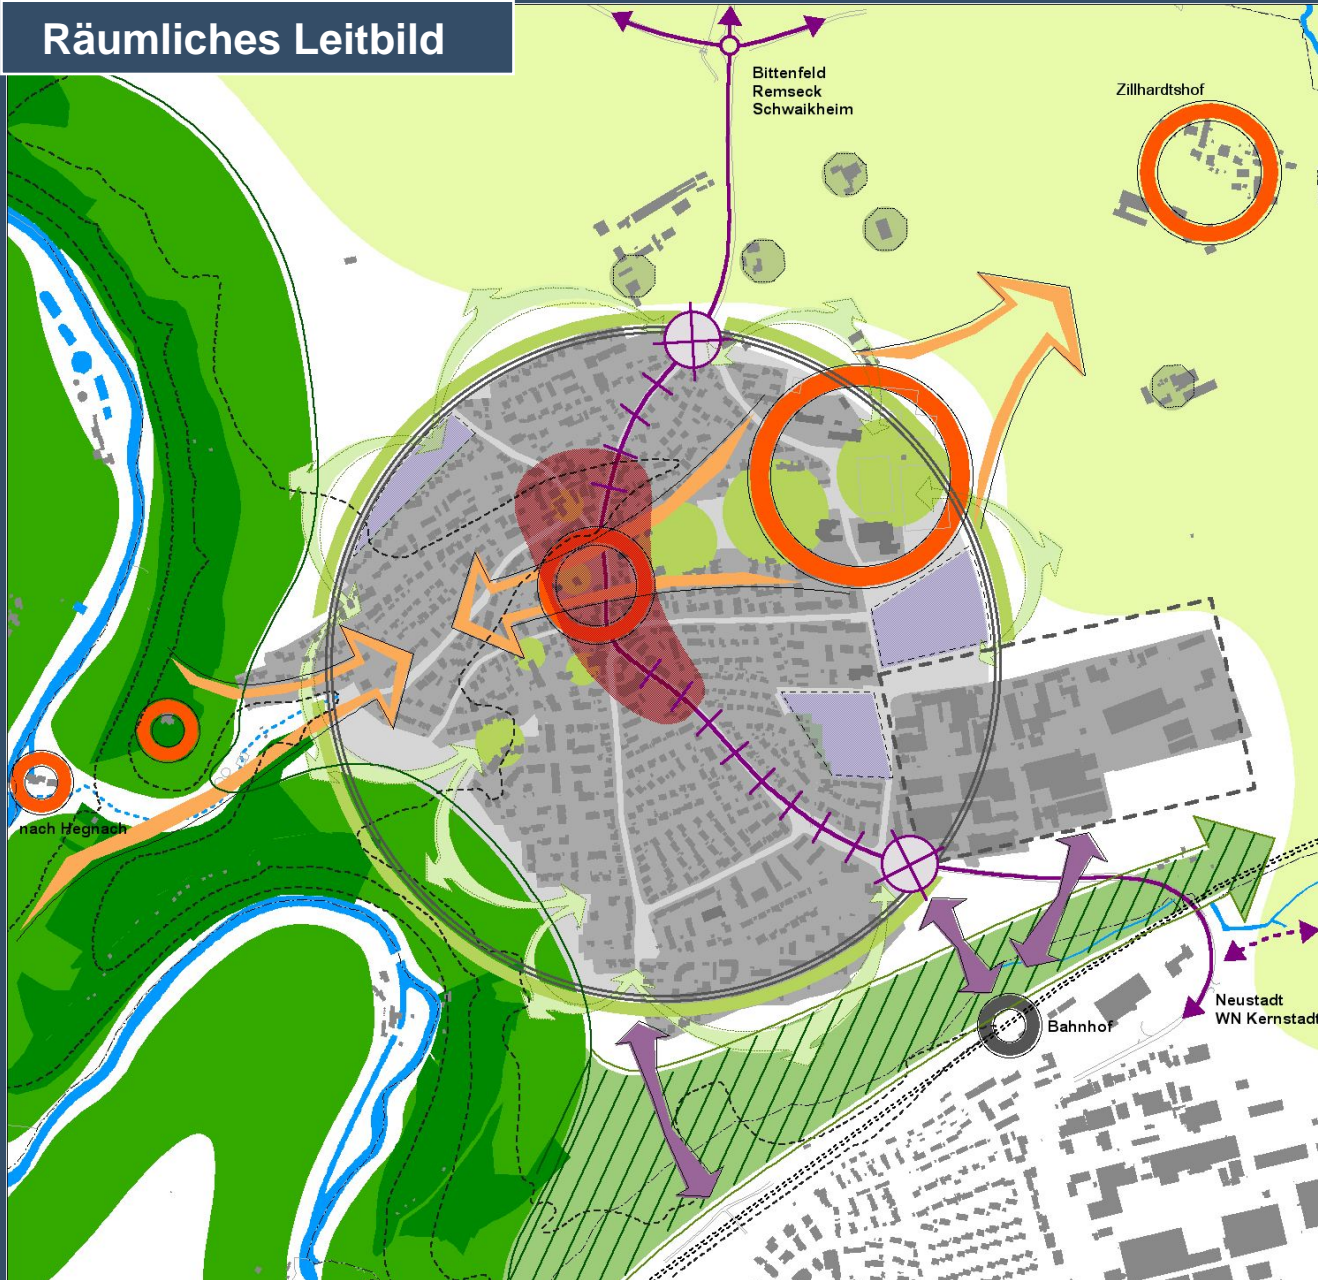 Räumliches Leitbild
Bittenfeld
Remseck
Schwaikheim
Zillhardtshof
nach Hegnach
Bahnhof
Neustadt
WN Kernstadt